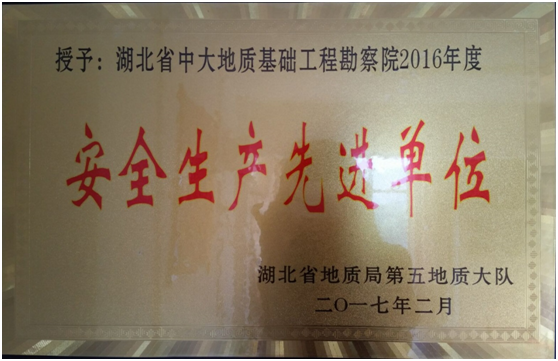 授予：湖北省中大地质基础工程勘察院2016年度
安全生产先进单位
湖北省地质局第五地质大队
二〇一七年二月